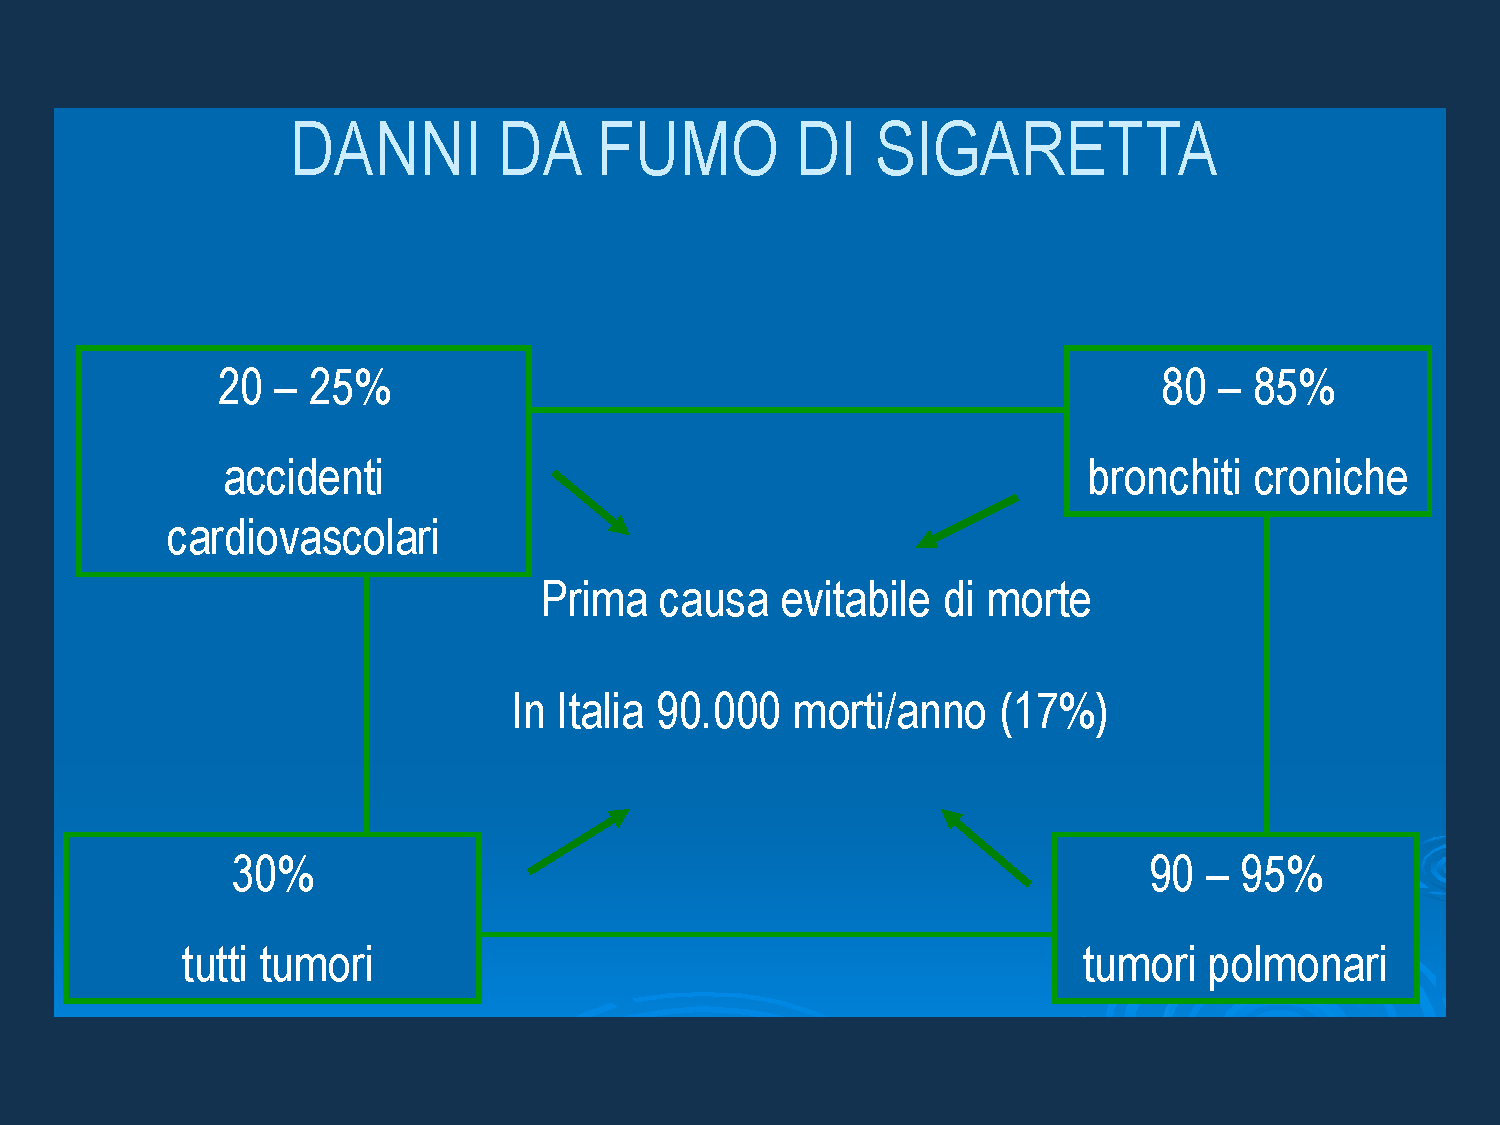 DANNI DA FUMO DI SIGARETTA
20 – 25%
accidenti
cardiovascolari
80 – 85%
bronchiti croniche
Prima causa evitabile di morte
In Italia 90.000 morti/anno (17%)
30%
tutti tumori
90 – 95%
tumori polmonari